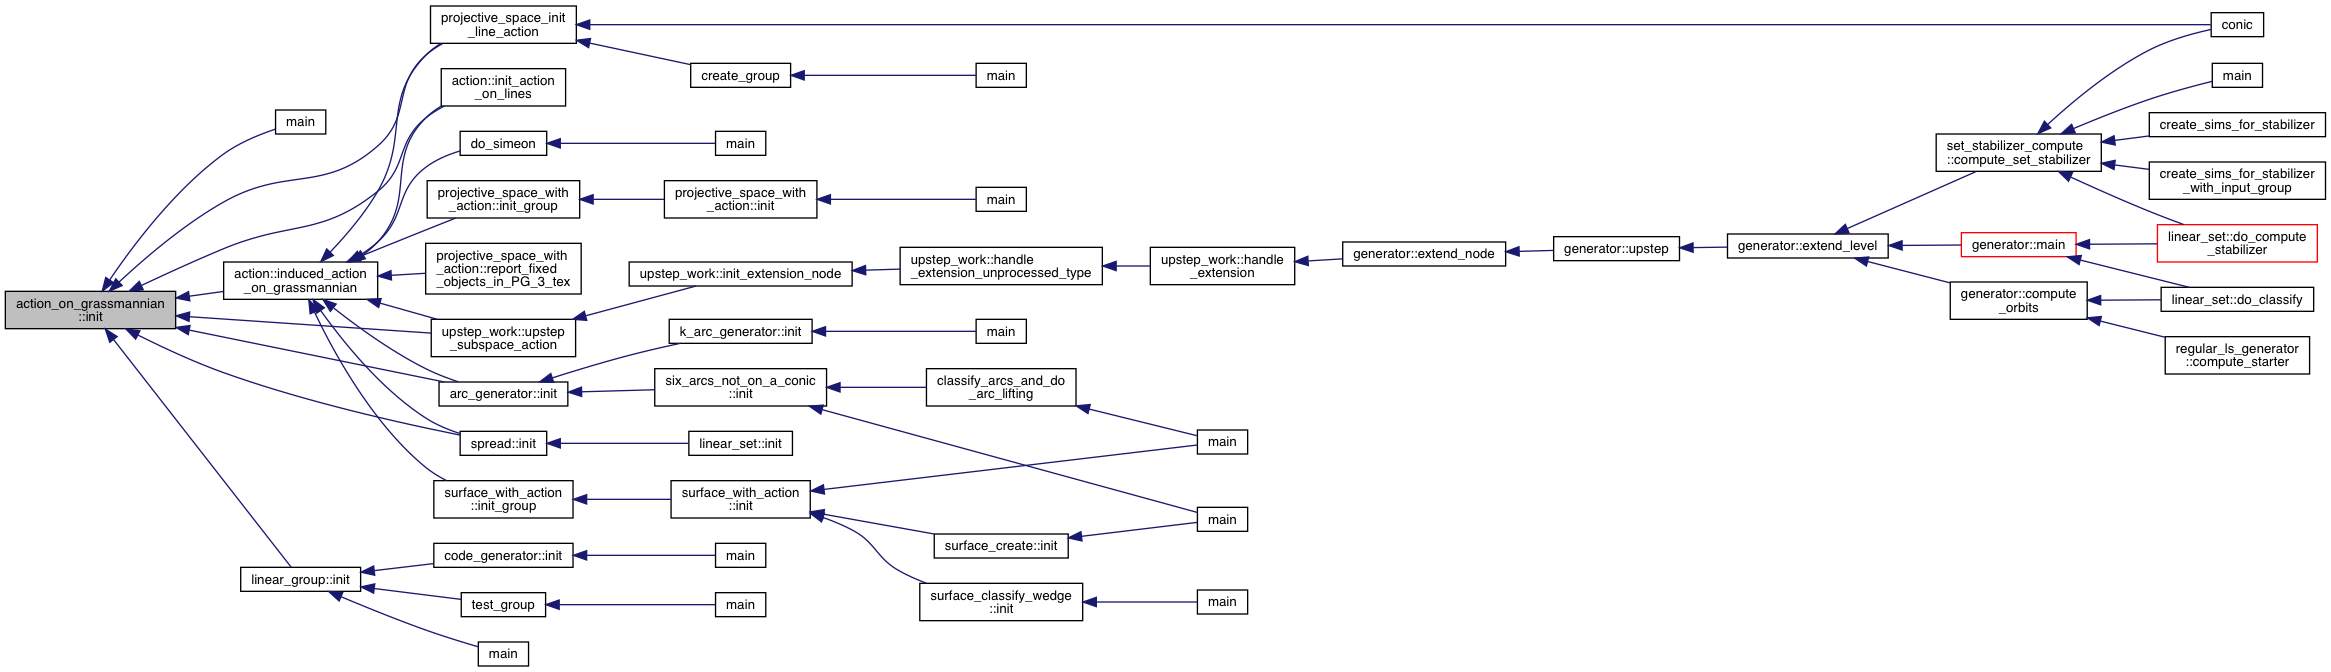 action_on_grassmannian
::init
main
action::induced_action
_on_grassmannian
linear_group::init
projective_space_init
_line_action
action::init_action
_on_lines
do_simeon
projective_space_with
_action::init_group
projective_space_with
_action::report_fixed
_objects_in_PG_3_tex
upstep_work::upstep
_subspace_action
arc_generator::init
spread::init
surface_with_action
::init_group
code_generator::init
test_group
main
create_group
main
projective_space_with
_action::init
upstep_work::init_extension_node
k_arc_generator::init
six_arcs_not_on_a_conic
::init
linear_set::init
surface_with_action
::init
main
main
main
main
upstep_work::handle
_extension_unprocessed_type
main
classify_arcs_and_do
_arc_lifting
surface_create::init
surface_classify_wedge
::init
upstep_work::handle
_extension
main
main
main
generator::extend_node
generator::upstep
generator::extend_level
set_stabilizer_compute
::compute_set_stabilizer
generator::main
generator::compute
_orbits
conic
main
create_sims_for_stabilizer
create_sims_for_stabilizer
_with_input_group
linear_set::do_compute
_stabilizer
linear_set::do_classify
regular_ls_generator
::compute_starter